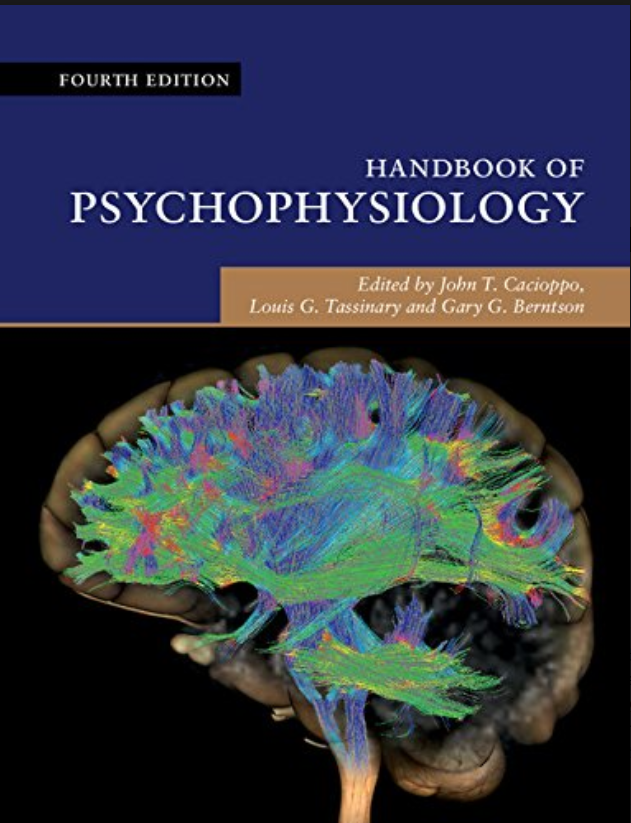 FOURTH EDITION
HANDBOOK OF
PSYCHOPHYSIOLOGY
Edited by John T. Cacioppo,
Louis G. Tassinary and Gary G. Berntson